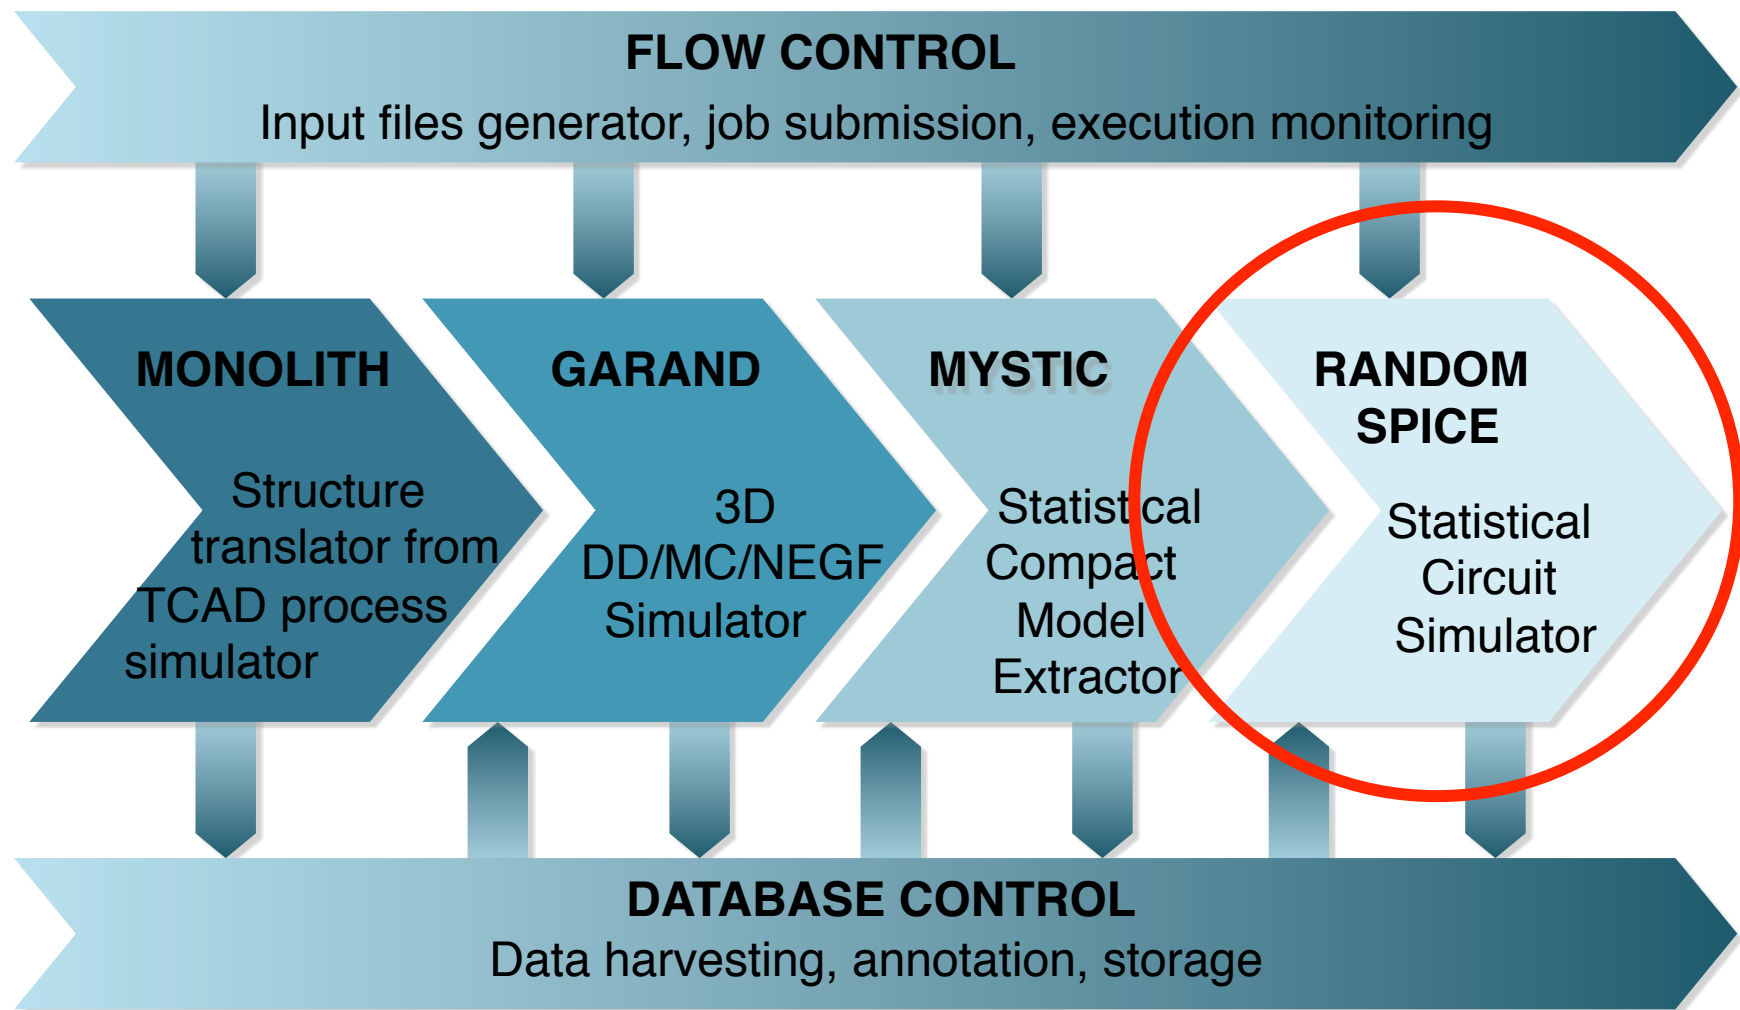 FLOW CONTROL
Input files generator, job submission, execution monitoring
MONOLITH
Structure
translator from
TCAD process
simulator
GARAND
3D
DD/MC/NEGF
Simulator
MYSTIC
Statistical
Compact
Model
Extractor
RANDOM
SPICE
Statistical
Circuit
Simulator
DATABASE CONTROL
Data harvesting, annotation, storage